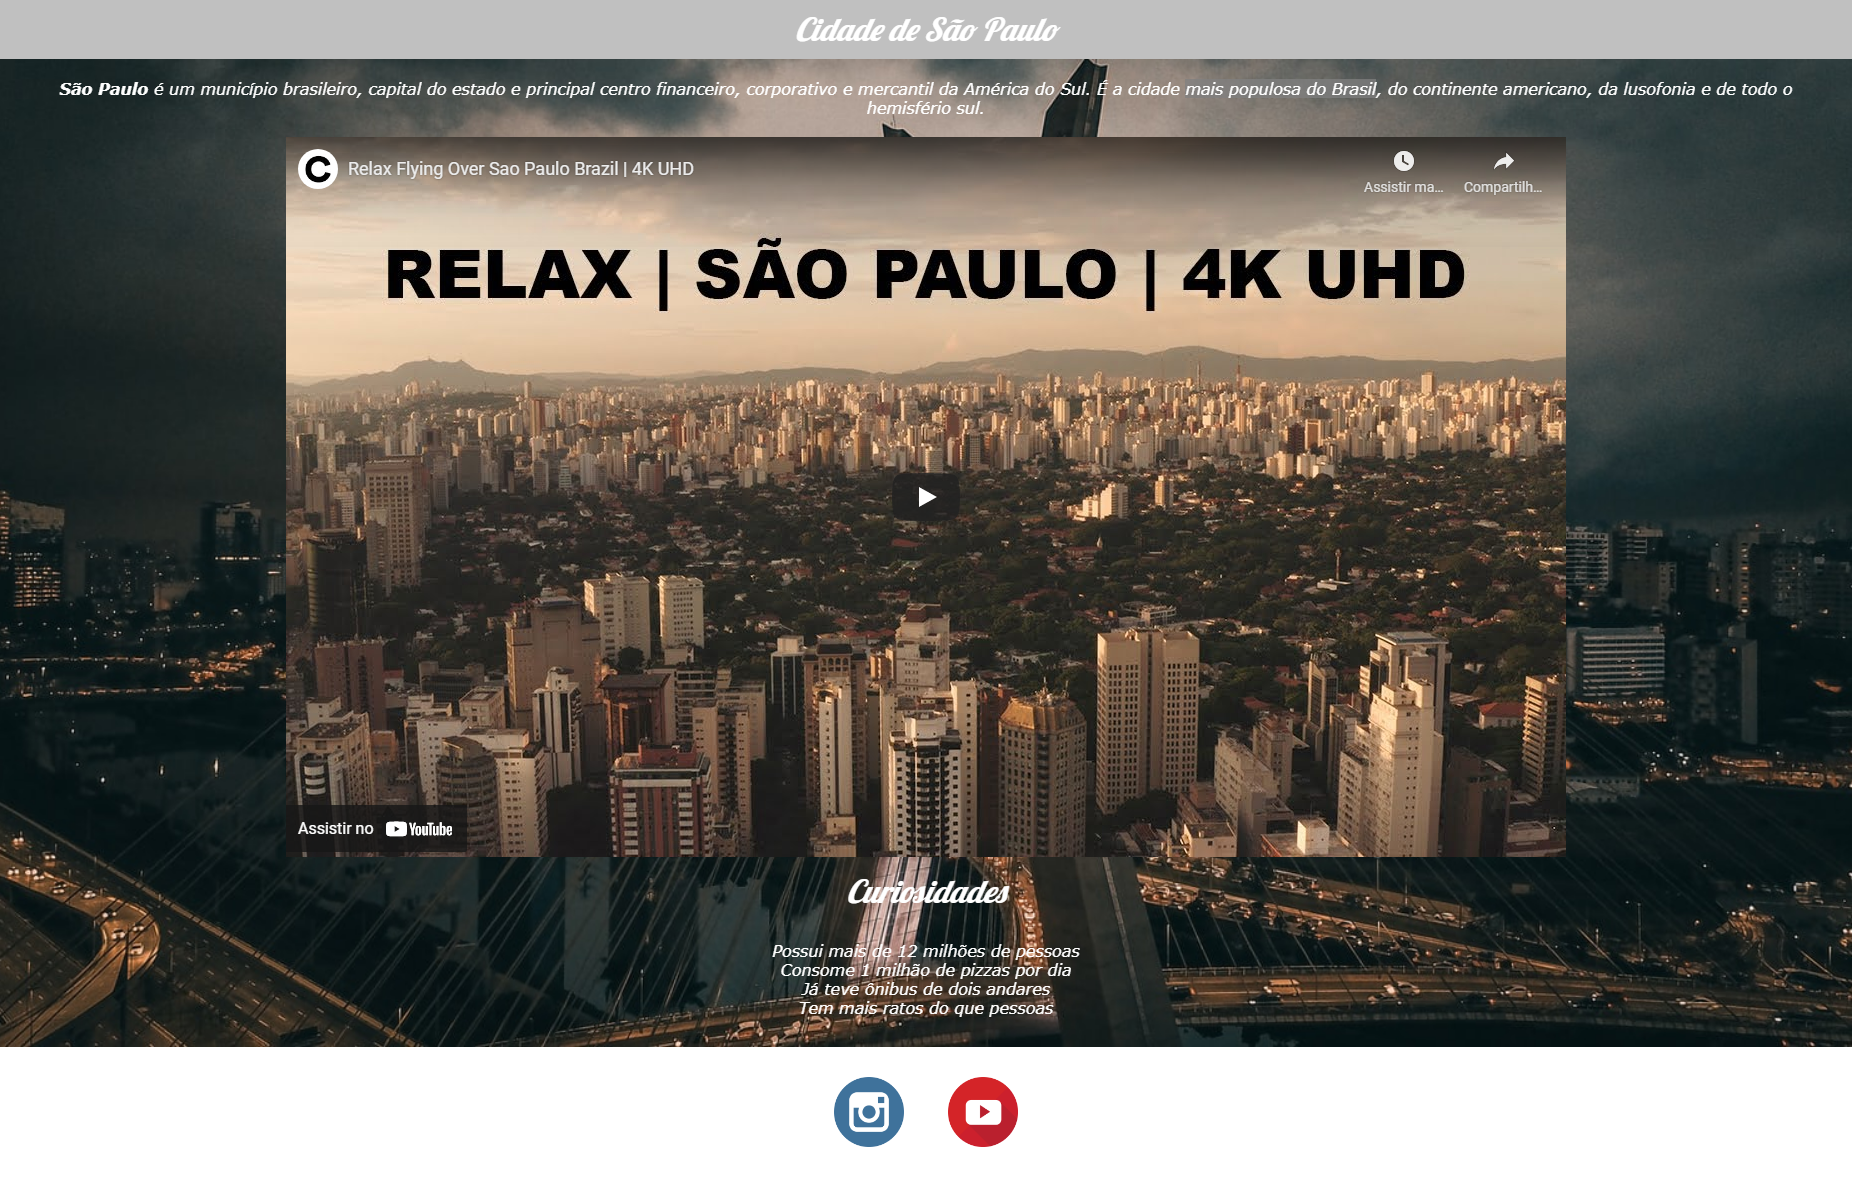 Cidade de São Paulo
São Paulo é um município brasileiro, capital do estado e principal centro financeiro, corporativo e mercantil da América do Sul. É a cidade mais populosa do Brasil, do continente americano, da lusofonia e de todo o
hemisfério sul.
Relax Flying Over Sao Paulo Brazil | 4K UHD
Assistir ma...
Compartilh...
RELAX | SÃO PAULO | 4K UHD
Assistir no YouTube
Curiosidades
Possui mais de 12 milhões de pessoas
Consome 1 milhão de pizzas por dia
Já teve ônibus de dois andares
Tem mais ratos do que pessoas